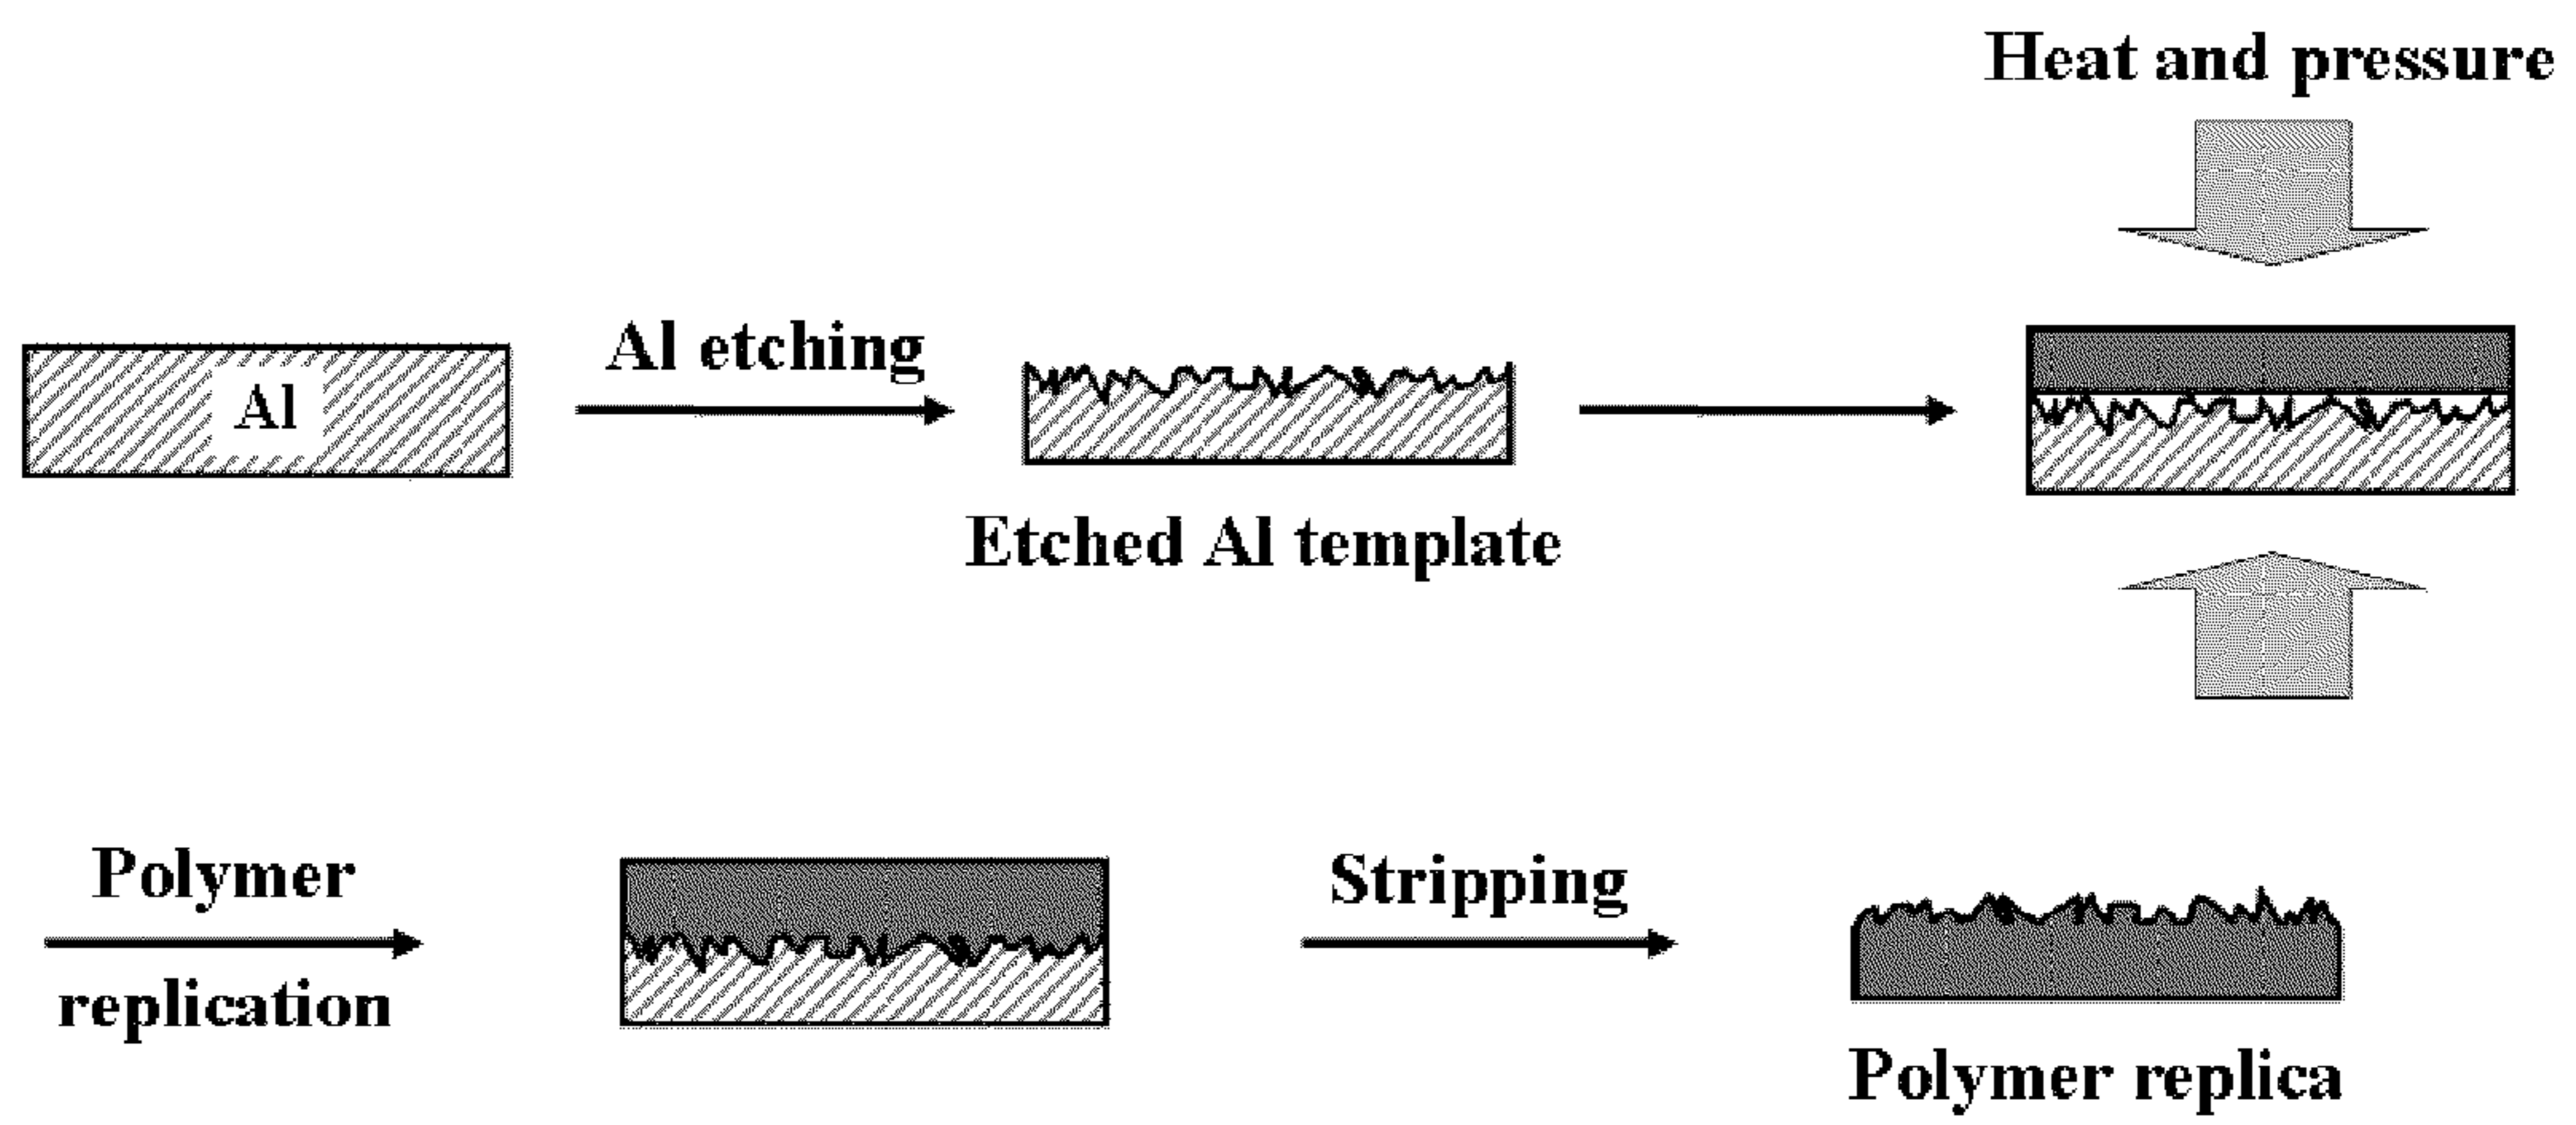 Heat and pressure
Al
Al etching
Etched Al template
Polymer
replication
Stripping
Polymer replica